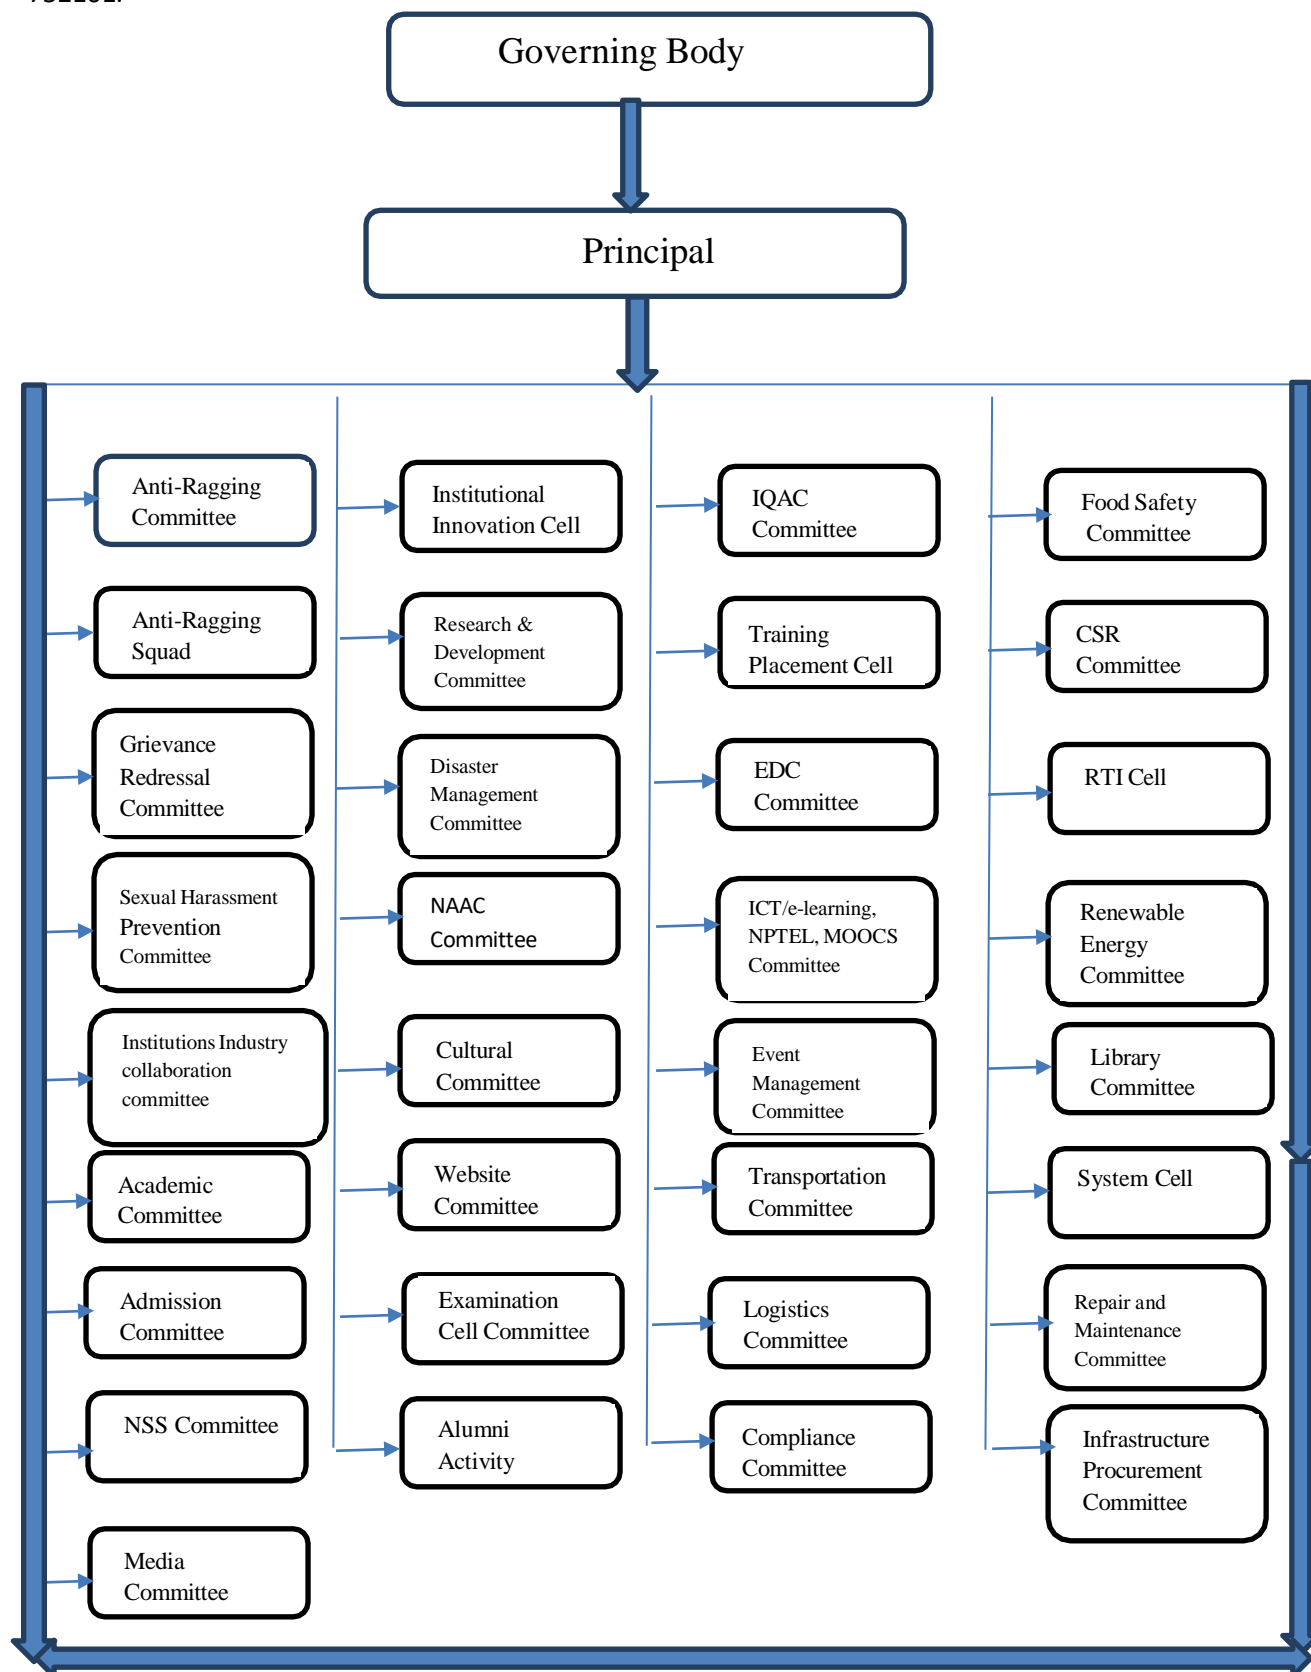 Governing Body
Principal
Anti-Ragging
Committee
Anti-Ragging
Squad
Grievance
Redressal
Committee
Sexual Harassment
Prevention
Committee
Institutions Industry
collaboration
committee
Academic
Committee
Admission
Committee
NSS Committee
Media
Committee
Institutional
Innovation Cell
Research &
Development
Committee
Disaster
Management
Committee
NAAC
Committee
Cultural
Committee
Website
Committee
Examination
Cell Committee
Alumni
Activity
IQAC
Committee
Training
Placement Cell
EDC
Committee
ICT/e-learning,
NPTEL, MOOCS
Committee
Event
Management
Committee
Transportation
Committee
Logistics
Committee
Compliance
Committee
Food Safety
Committee
CSR
Committee
RTI Cell
Renewable
Energy
Committee
Library
Committee
System Cell
Repair and
Maintenance
Committee
Infrastructure
Procurement
Committee